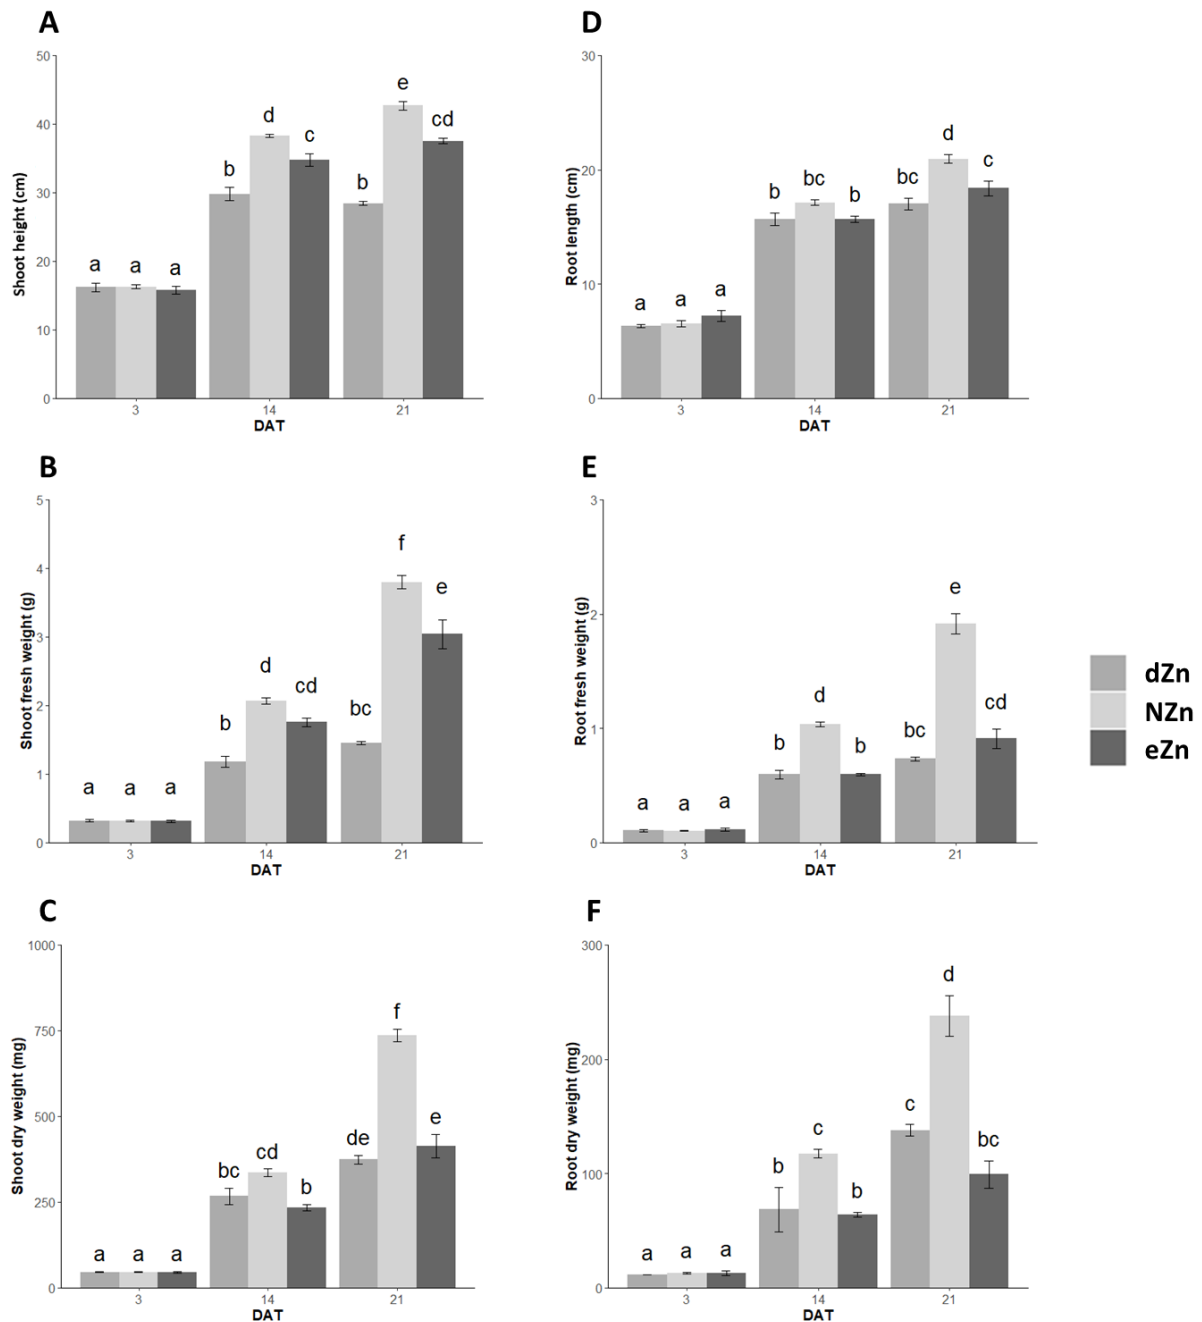 A
50
40
30
20
10
0
Shoot height (cm)
a a a
b d c
b e cd
3 14 21
DAT
D
30
20
10
0
Root length (cm)
a a a
b bc b
bc d c
3 14 21
DAT
B
5
4
3
2
1
0
Shoot fresh weight (g)
a a a
b d cd
bc f e
3 14 21
DAT
E
3
2
1
0
Root fresh weight (g)
a a a
b d b
bc e cd
3 14 21
DAT
dZn
NZn
eZn
C
1000
750
500
250
0
Shoot dry weight (mg)
a a a
bc cd b
de f e
3 14 21
DAT
F
300
200
100
0
Root dry weight (mg)
a a a
b c b
c d bc
3 14 21
DAT